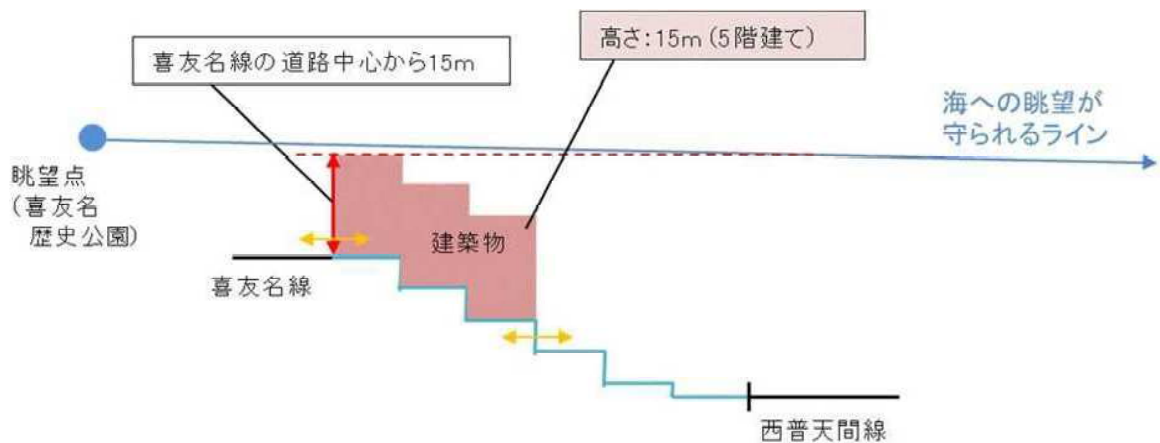 高さ:15m(5階建て)
喜友名線の道路中心から15m
海への眺望が
守られるライン
眺望点
(喜友名
歴史公園)
建築物
喜友名線
西普天間線